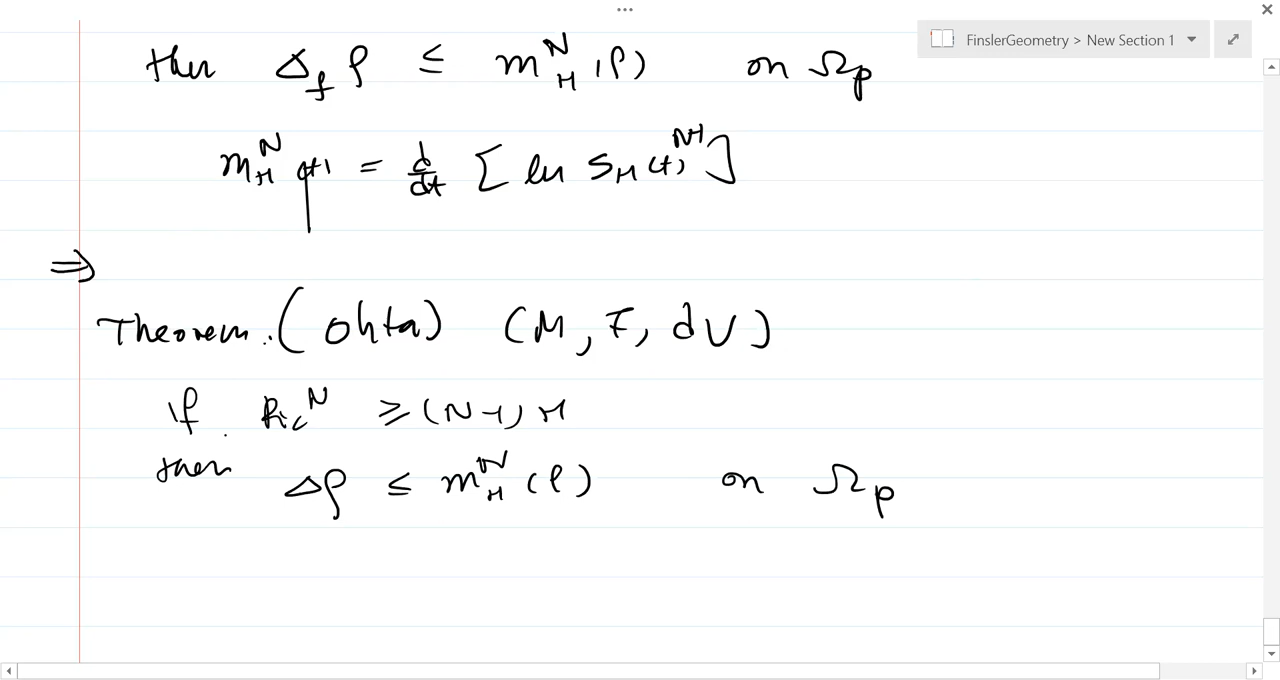 FinslerGeometry > New Section 1
then Δ_f ρ ≤ m_H^N (ρ) on Ω_p
m_H^N (t) = d/dt [ ln S_H(t)^{N-1} ]
⇒
Theorem. (Ohta) (M, F, dV)
if Ric^N ≥ (N-1) H
then Δρ ≤ m_H^N (ρ) on Ω_p